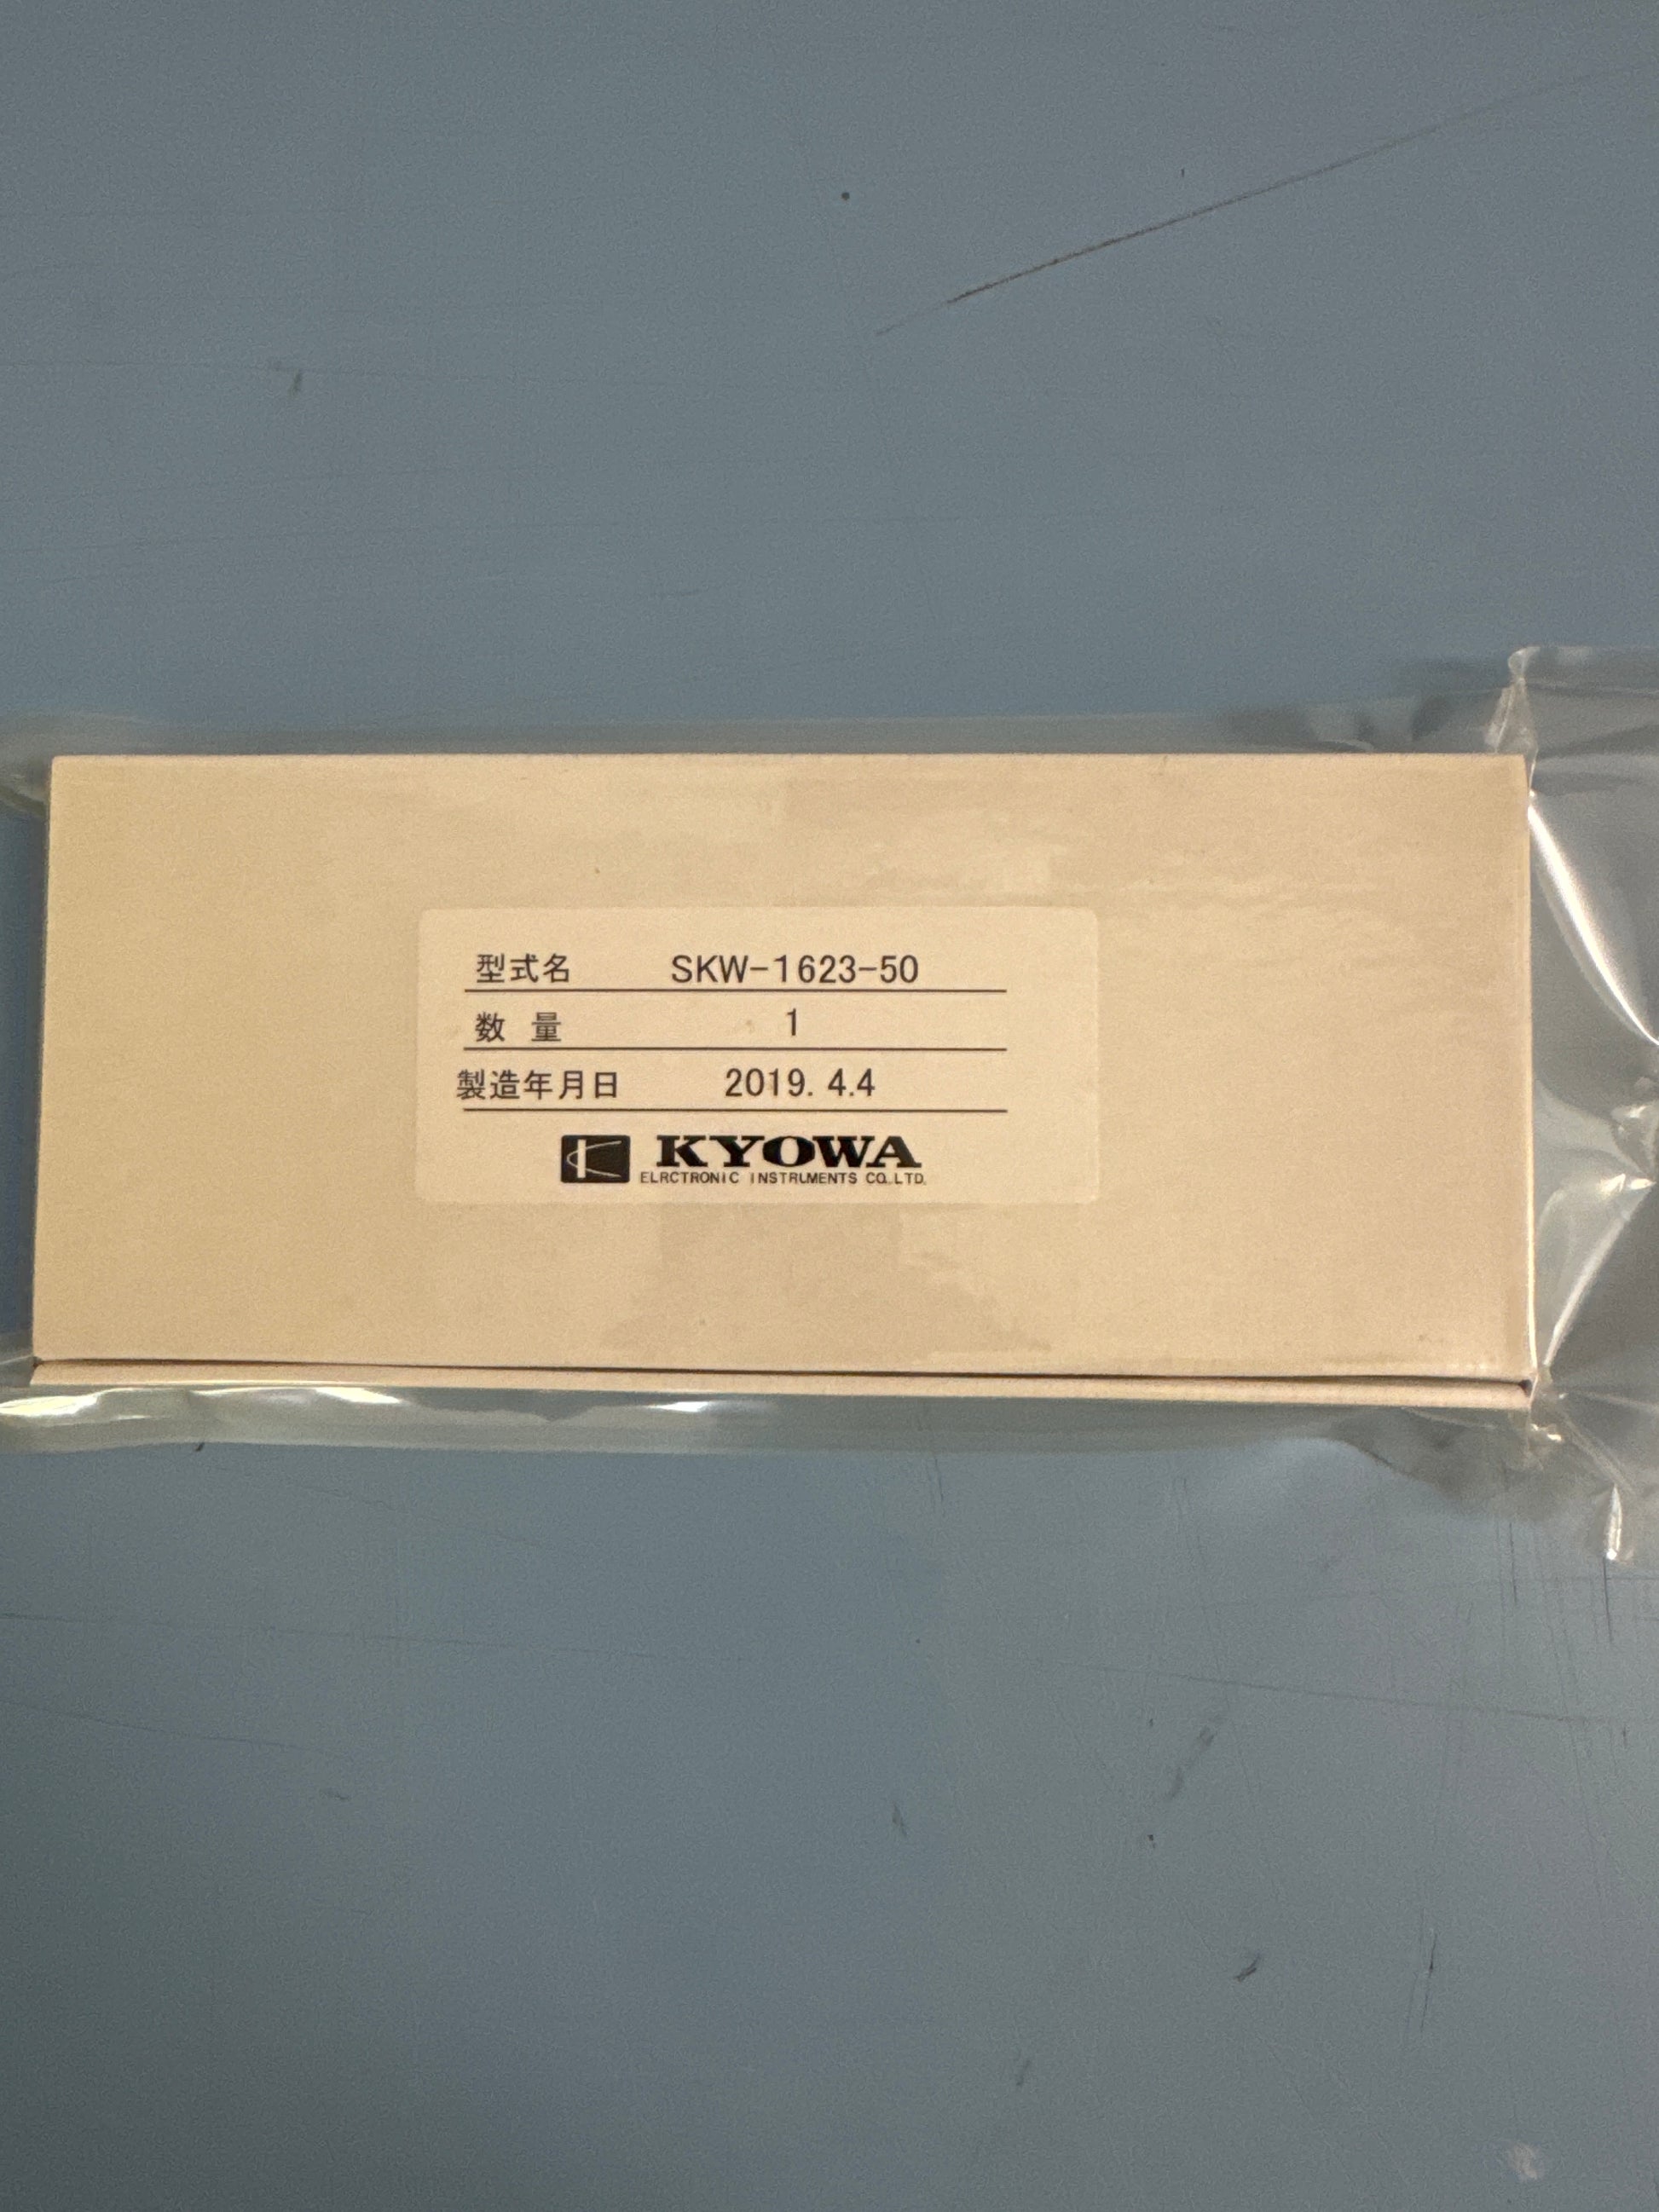 型式名 SKW-1623-50
数 量 1
製造年月日 2019. 4.4
KYOWA
ELRCTRONIC INSTRUMENTS CO.,LTD.